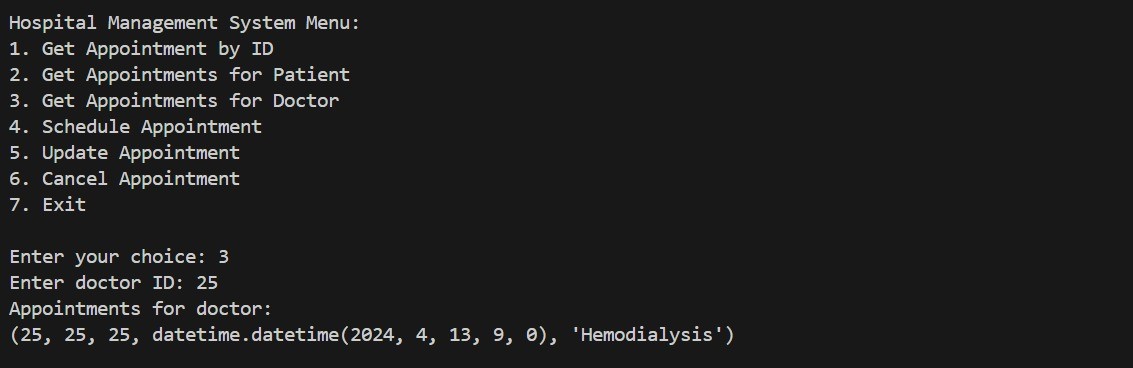 Hospital Management System Menu:
1. Get Appointment by ID
2. Get Appointments for Patient
3. Get Appointments for Doctor
4. Schedule Appointment
5. Update Appointment
6. Cancel Appointment
7. Exit
Enter your choice: 3
Enter doctor ID: 25
Appointments for doctor:
(25, 25, 25, datetime.datetime(2024, 4, 13, 9, 0), 'Hemodialysis')